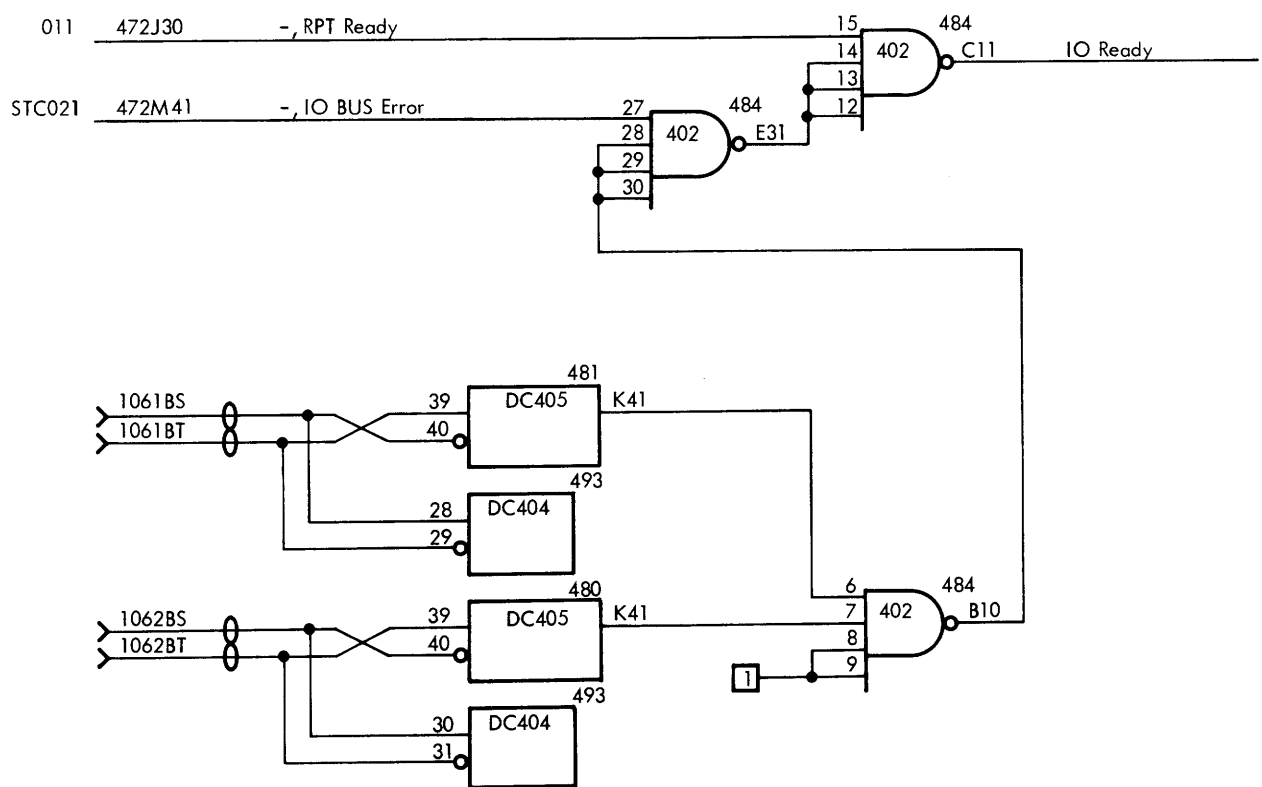 011 472J30 -, RPT Ready 15 484
14 402 C11 IO Ready
13
12
STC021 472M41 -, IO BUS Error 27 484
28 402 E31
29
30
481
1061BS 39 DC405 K41
1061BT 40
493
28 DC404
29
480
1062BS 39 DC405 K41
1062BT 40
493
30 DC404
31
6 484
7 402 B10
8
1 9